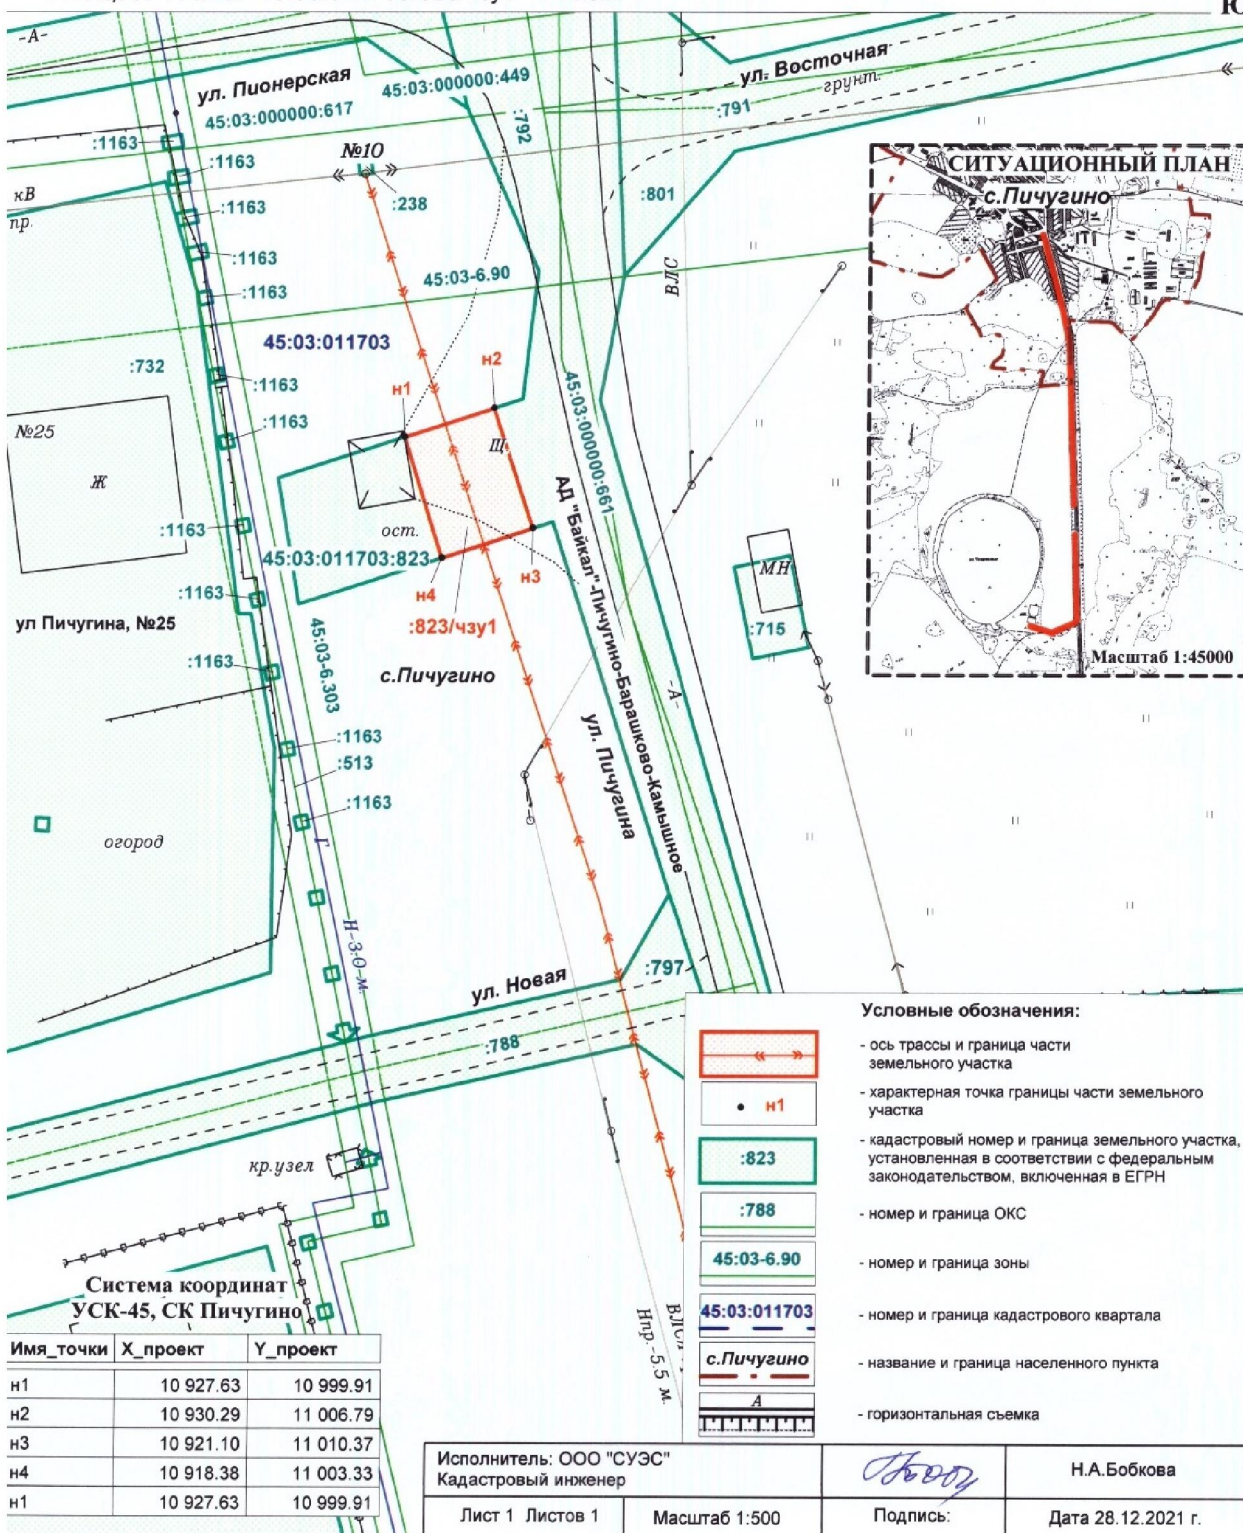 Ю
-А-
ул. Пионерская
45:03:000000:449
45:03:000000:617
:792
ул. Восточная
грунт.
:791
:1163
:1163
№10
кВ
пр.
:1163
:238
:801
:1163
:1163
45:03-6.90
ВЛС
45:03:011703
:732
:1163
:1163
н1
н2
45:03:000000:661
№25
Ж
Щ
:1163
ост.
45:03:011703:823
АД "Байкал"-Пичугино-Барашково-Камышное
МН
:1163
н4
н3
ул Пичугина, №25
:823/чзу1
:715
45:03-6.303
:1163
с.Пичугино
-А-
:1163
:513
:1163
ул. Пичугина
огород
Г
Н-3.0 м.
ул. Новая
:797
:788
кр.узел
Нпр.-5.5 м.
СИТУАЦИОННЫЙ ПЛАН
с.Пичугино
Масштаб 1:45000
Условные обозначения:
- ось трассы и граница части
земельного участка
н1
- характерная точка границы части земельного
участка
:823
- кадастровый номер и граница земельного участка,
установленная в соответствии с федеральным
законодательством, включенная в ЕГРН
:788
- номер и граница ОКС
45:03-6.90
- номер и граница зоны
45:03:011703
- номер и граница кадастрового квартала
с.Пичугино
- название и граница населенного пункта
А
- горизонтальная съемка
Система координат
УСК-45, СК Пичугино
Имя_точки X_проект Y_проект
н1 10 927.63 10 999.91
н2 10 930.29 11 006.79
н3 10 921.10 11 010.37
н4 10 918.38 11 003.33
н1 10 927.63 10 999.91
Исполнитель: ООО "СУЭС"
Кадастровый инженер
Н.А.Бобкова
Лист 1 Листов 1
Масштаб 1:500
Подпись:
Дата 28.12.2021 г.